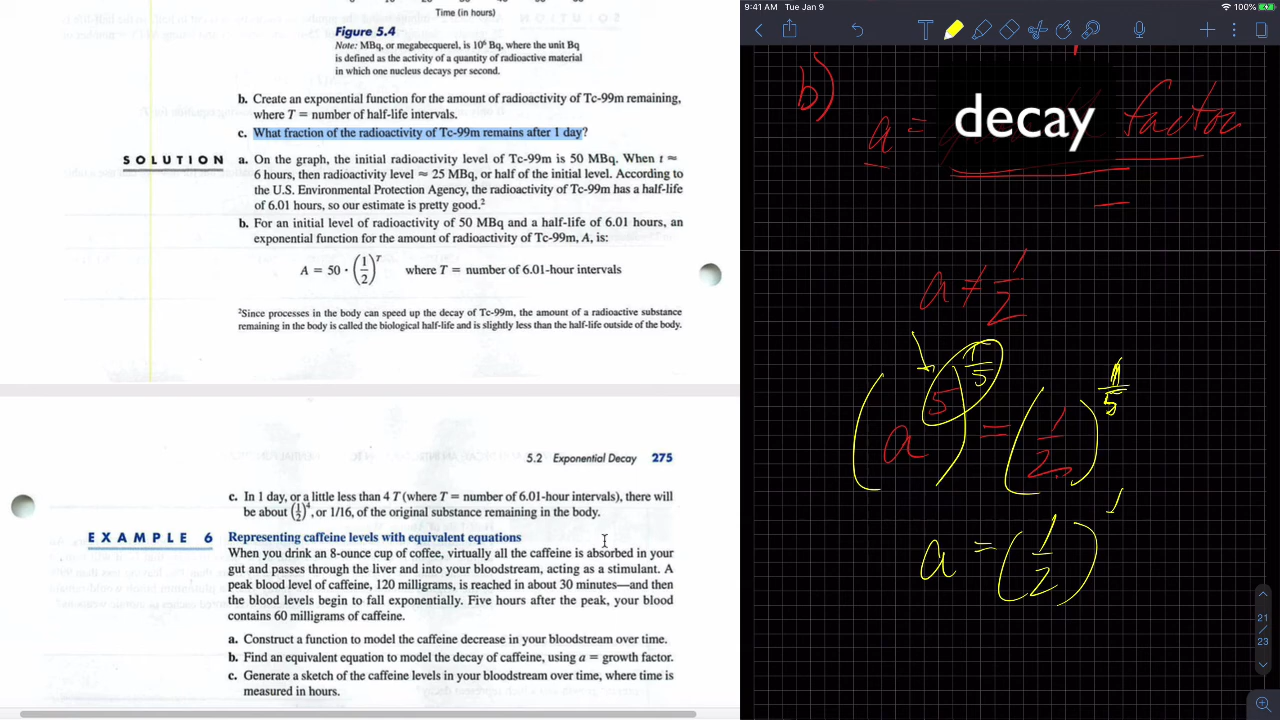 Time (in hours)
Figure 5.4
Note: MBq, or megabecquerel, is 10⁶ Bq, where the unit Bq
is defined as the activity of a quantity of radioactive material
in which one nucleus decays per second.
b. Create an exponential function for the amount of radioactivity of Tc-99m remaining,
where T = number of half-life intervals.
c. What fraction of the radioactivity of Tc-99m remains after 1 day?
SOLUTION
a. On the graph, the initial radioactivity level of Tc-99m is 50 MBq. When t ≈
6 hours, then radioactivity level ≈ 25 MBq, or half of the initial level. According to
the U.S. Environmental Protection Agency, the radioactivity of Tc-99m has a half-life
of 6.01 hours, so our estimate is pretty good.²
b. For an initial level of radioactivity of 50 MBq and a half-life of 6.01 hours, an
exponential function for the amount of radioactivity of Tc-99m, A, is:
A = 50 · (1/2)^T where T = number of 6.01-hour intervals
²Since processes in the body can speed up the decay of Tc-99m, the amount of a radioactive substance
remaining in the body is called the biological half-life and is slightly less than the half-life outside of the body.
5.2 Exponential Decay 275
c. In 1 day, or a little less than 4 T (where T = number of 6.01-hour intervals), there will
be about (1/2)⁴, or 1/16, of the original substance remaining in the body.
EXAMPLE 6 Representing caffeine levels with equivalent equations
When you drink an 8-ounce cup of coffee, virtually all the caffeine is absorbed in your
gut and passes through the liver and into your bloodstream, acting as a stimulant. A
peak blood level of caffeine, 120 milligrams, is reached in about 30 minutes—and then
the blood levels begin to fall exponentially. Five hours after the peak, your blood
contains 60 milligrams of caffeine.
a. Construct a function to model the caffeine decrease in your bloodstream over time.
b. Find an equivalent equation to model the decay of caffeine, using a = growth factor.
c. Generate a sketch of the caffeine levels in your bloodstream over time, where time is
measured in hours.
9:41 AM Tue Jan 9
100%
b)
a = decay factor
a ≠ 1/2
(a^5)^1/5 = (1/2)^1/5
a = (1/2)
21
23